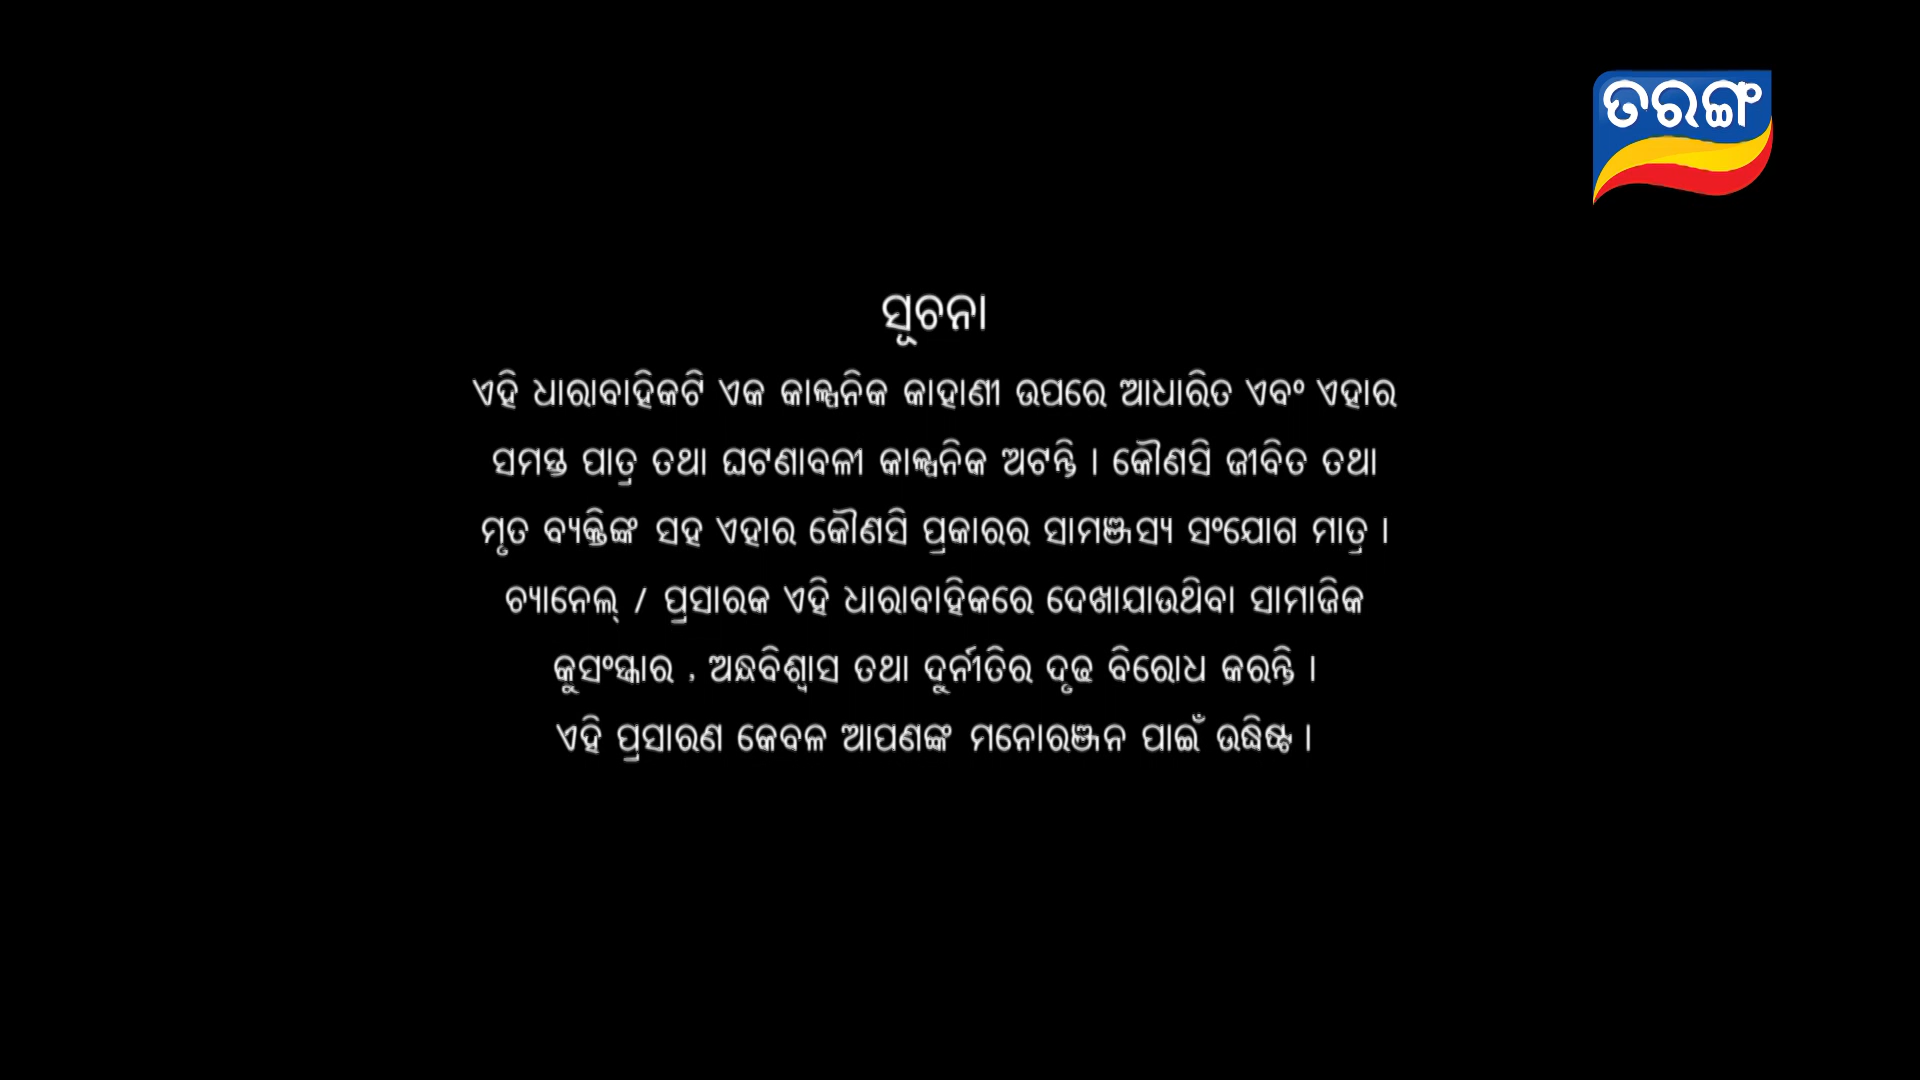 ତରଙ୍ଗ
ସୂଚନା
ଏହି ଧାରାବାହିକଟି ଏକ କାଳ୍ପନିକ କାହାଣୀ ଉପରେ ଆଧାରିତ ଏବଂ ଏହାର
ସମସ୍ତ ପାତ୍ର ତଥା ଘଟଣାବଳୀ କାଳ୍ପନିକ ଅଟନ୍ତି । କୌଣସି ଜୀବିତ ତଥା
ମୃତ ବ୍ୟକ୍ତିଙ୍କ ସହ ଏହାର କୌଣସି ପ୍ରକାରର ସାମଞ୍ଜସ୍ୟ ସଂଯୋଗ ମାତ୍ର ।
ଚ୍ୟାନେଲ୍ / ପ୍ରସାରକ ଏହି ଧାରାବାହିକରେ ଦେଖାଯାଉଥିବା ସାମାଜିକ
କୁସଂସ୍କାର , ଅନ୍ଧବିଶ୍ୱାସ ତଥା ଦୁର୍ନୀତିର ଦୃଢ ବିରୋଧ କରନ୍ତି ।
ଏହି ପ୍ରସାରଣ କେବଳ ଆପଣଙ୍କ ମନୋରଞ୍ଜନ ପାଇଁ ଉଦ୍ଧିଷ୍ଟ ।